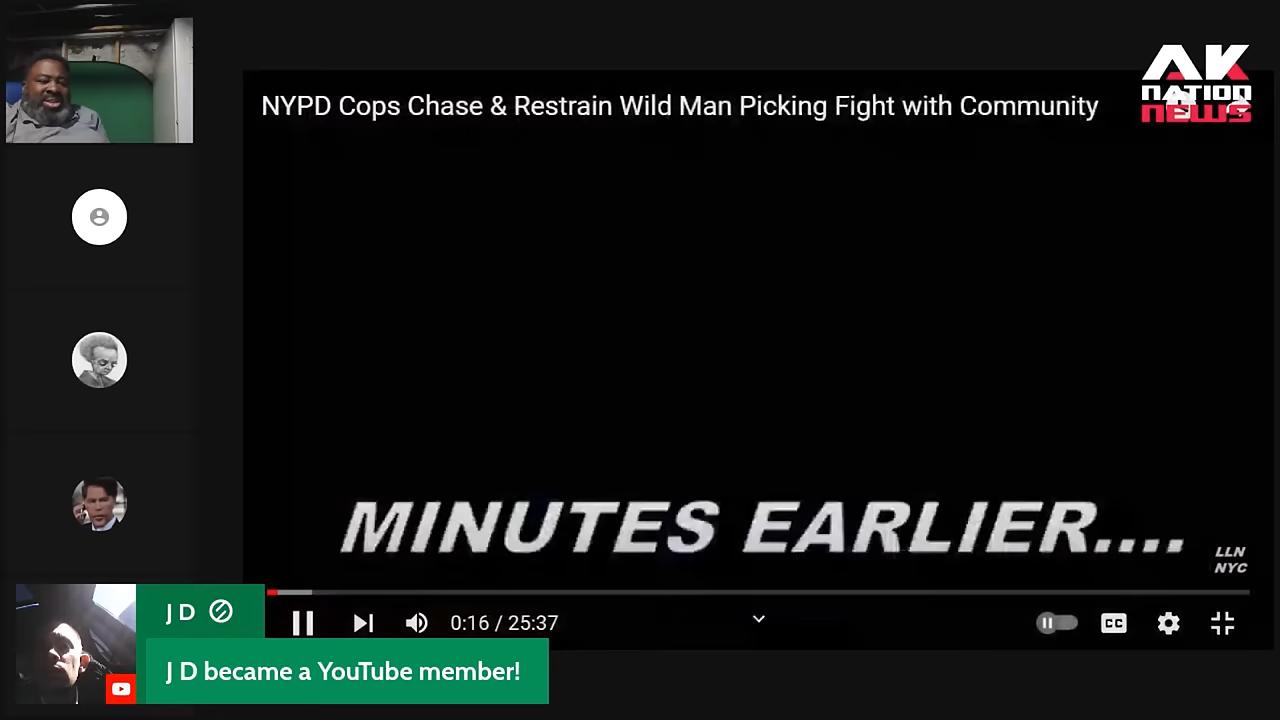 NYPD Cops Chase & Restrain Wild Man Picking Fight with Community
AK
NATION
NEWS
MINUTES EARLIER....
LLN
NYC
0:16 / 25:37
CC
J D
J D became a YouTube member!